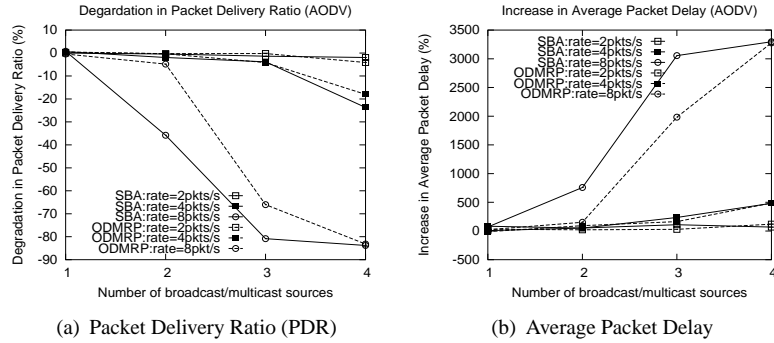 Degardation in Packet Delivery Ratio (AODV)
Degradation in Packet Delivery Ratio (%)
10
0
-10
-20
-30
-40
-50
-60
-70
-80
-90
SBA:rate=2pkts/s
SBA:rate=4pkts/s
SBA:rate=8pkts/s
ODMRP:rate=2pkts/s
ODMRP:rate=4pkts/s
ODMRP:rate=8pkt/s
1 2 3 4
Number of broadcast/multicast sources
(a) Packet Delivery Ratio (PDR)
Increase in Average Packet Delay (AODV)
Increase in Average Packet Delay (%)
3500
3000
2500
2000
1500
1000
500
0
-500
SBA:rate=2pkts/s
SBA:rate=4pkts/s
SBA:rate=8pkts/s
ODMRP:rate=2pkts/s
ODMRP:rate=4pkts/s
ODMRP:rate=8pkt/s
1 2 3 4
Number of broadcast/multicast sources
(b) Average Packet Delay